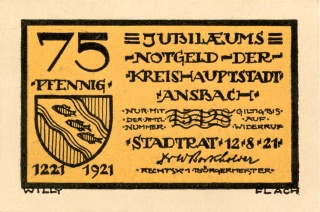 75
PFENNIG
1221 1921
JUBILÆUMS
NOTGELD-DER
KREISHAUPTSTADT
ANSBACH
NUR·MIT GILTIG·BIS
DER·AMTL· AUF
NUMMER· WIDERRUF
STADTRAT·12·8·21
RECHTSK·I·BÜRGERMEISTER·
WILLY FLACH